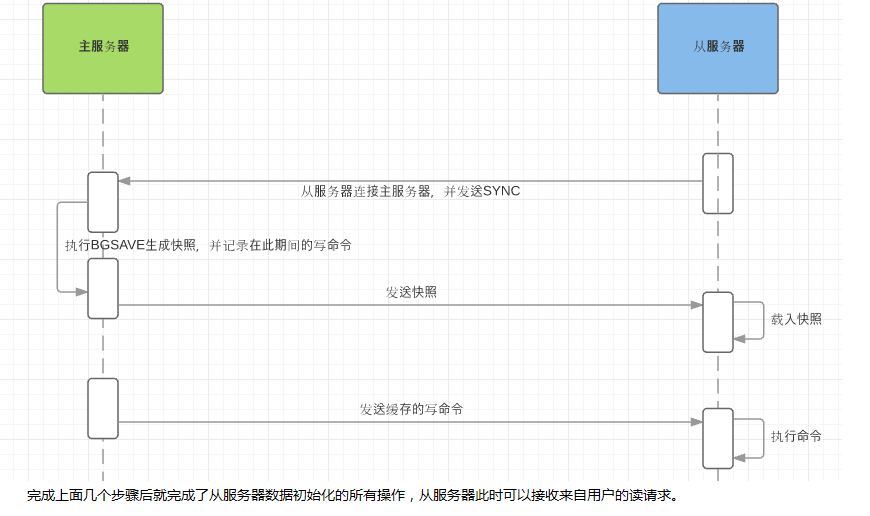 主服务器
从服务器
从服务器连接主服务器，并发送SYNC
执行BGSAVE生成快照，并记录在此期间的写命令
发送快照
载入快照
发送缓存的写命令
执行命令
完成上面几个步骤后就完成了从服务器数据初始化的所有操作，从服务器此时可以接收来自用户的读请求。